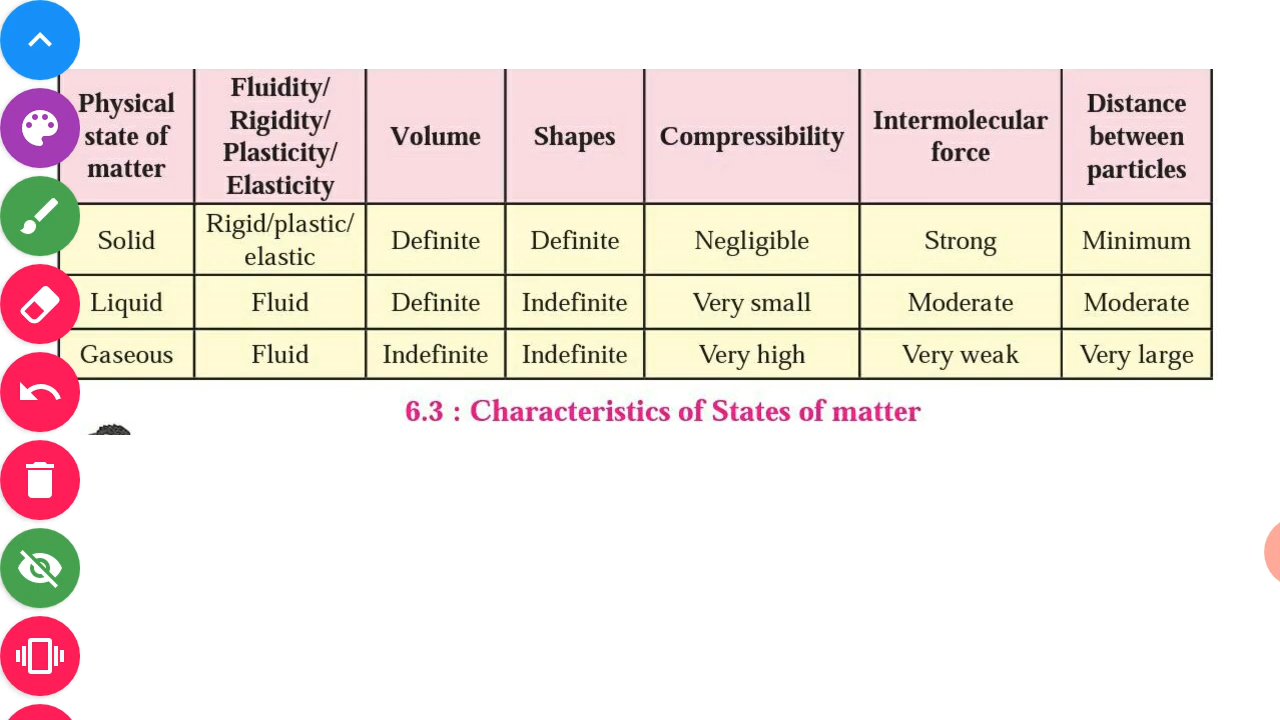 Physical state of matter | Fluidity/ Rigidity/ Plasticity/ Elasticity | Volume | Shapes | Compressibility | Intermolecular force | Distance between particles
Solid | Rigid/plastic/ elastic | Definite | Definite | Negligible | Strong | Minimum
Liquid | Fluid | Definite | Indefinite | Very small | Moderate | Moderate
Gaseous | Fluid | Indefinite | Indefinite | Very high | Very weak | Very large
6.3 : Characteristics of States of matter